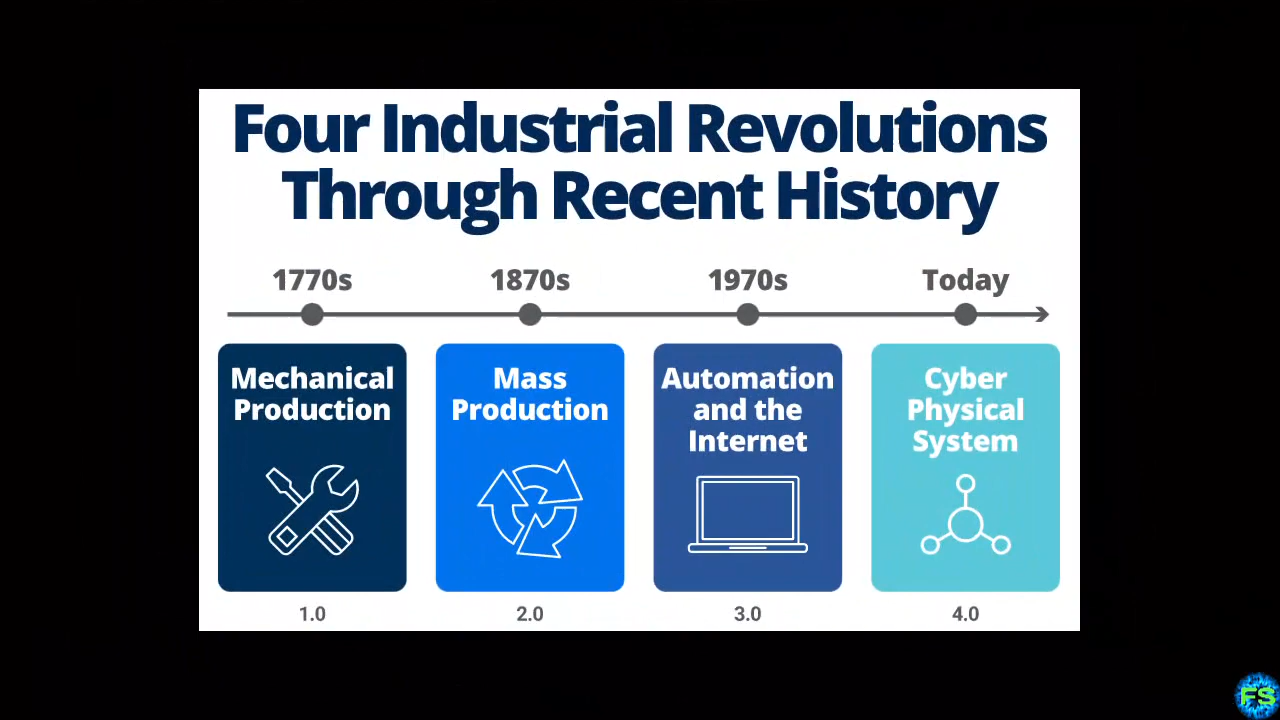 Four Industrial Revolutions
Through Recent History
1770s
1870s
1970s
Today
Mechanical
Production
Mass
Production
Automation
and the
Internet
Cyber
Physical
System
1.0
2.0
3.0
4.0
FS